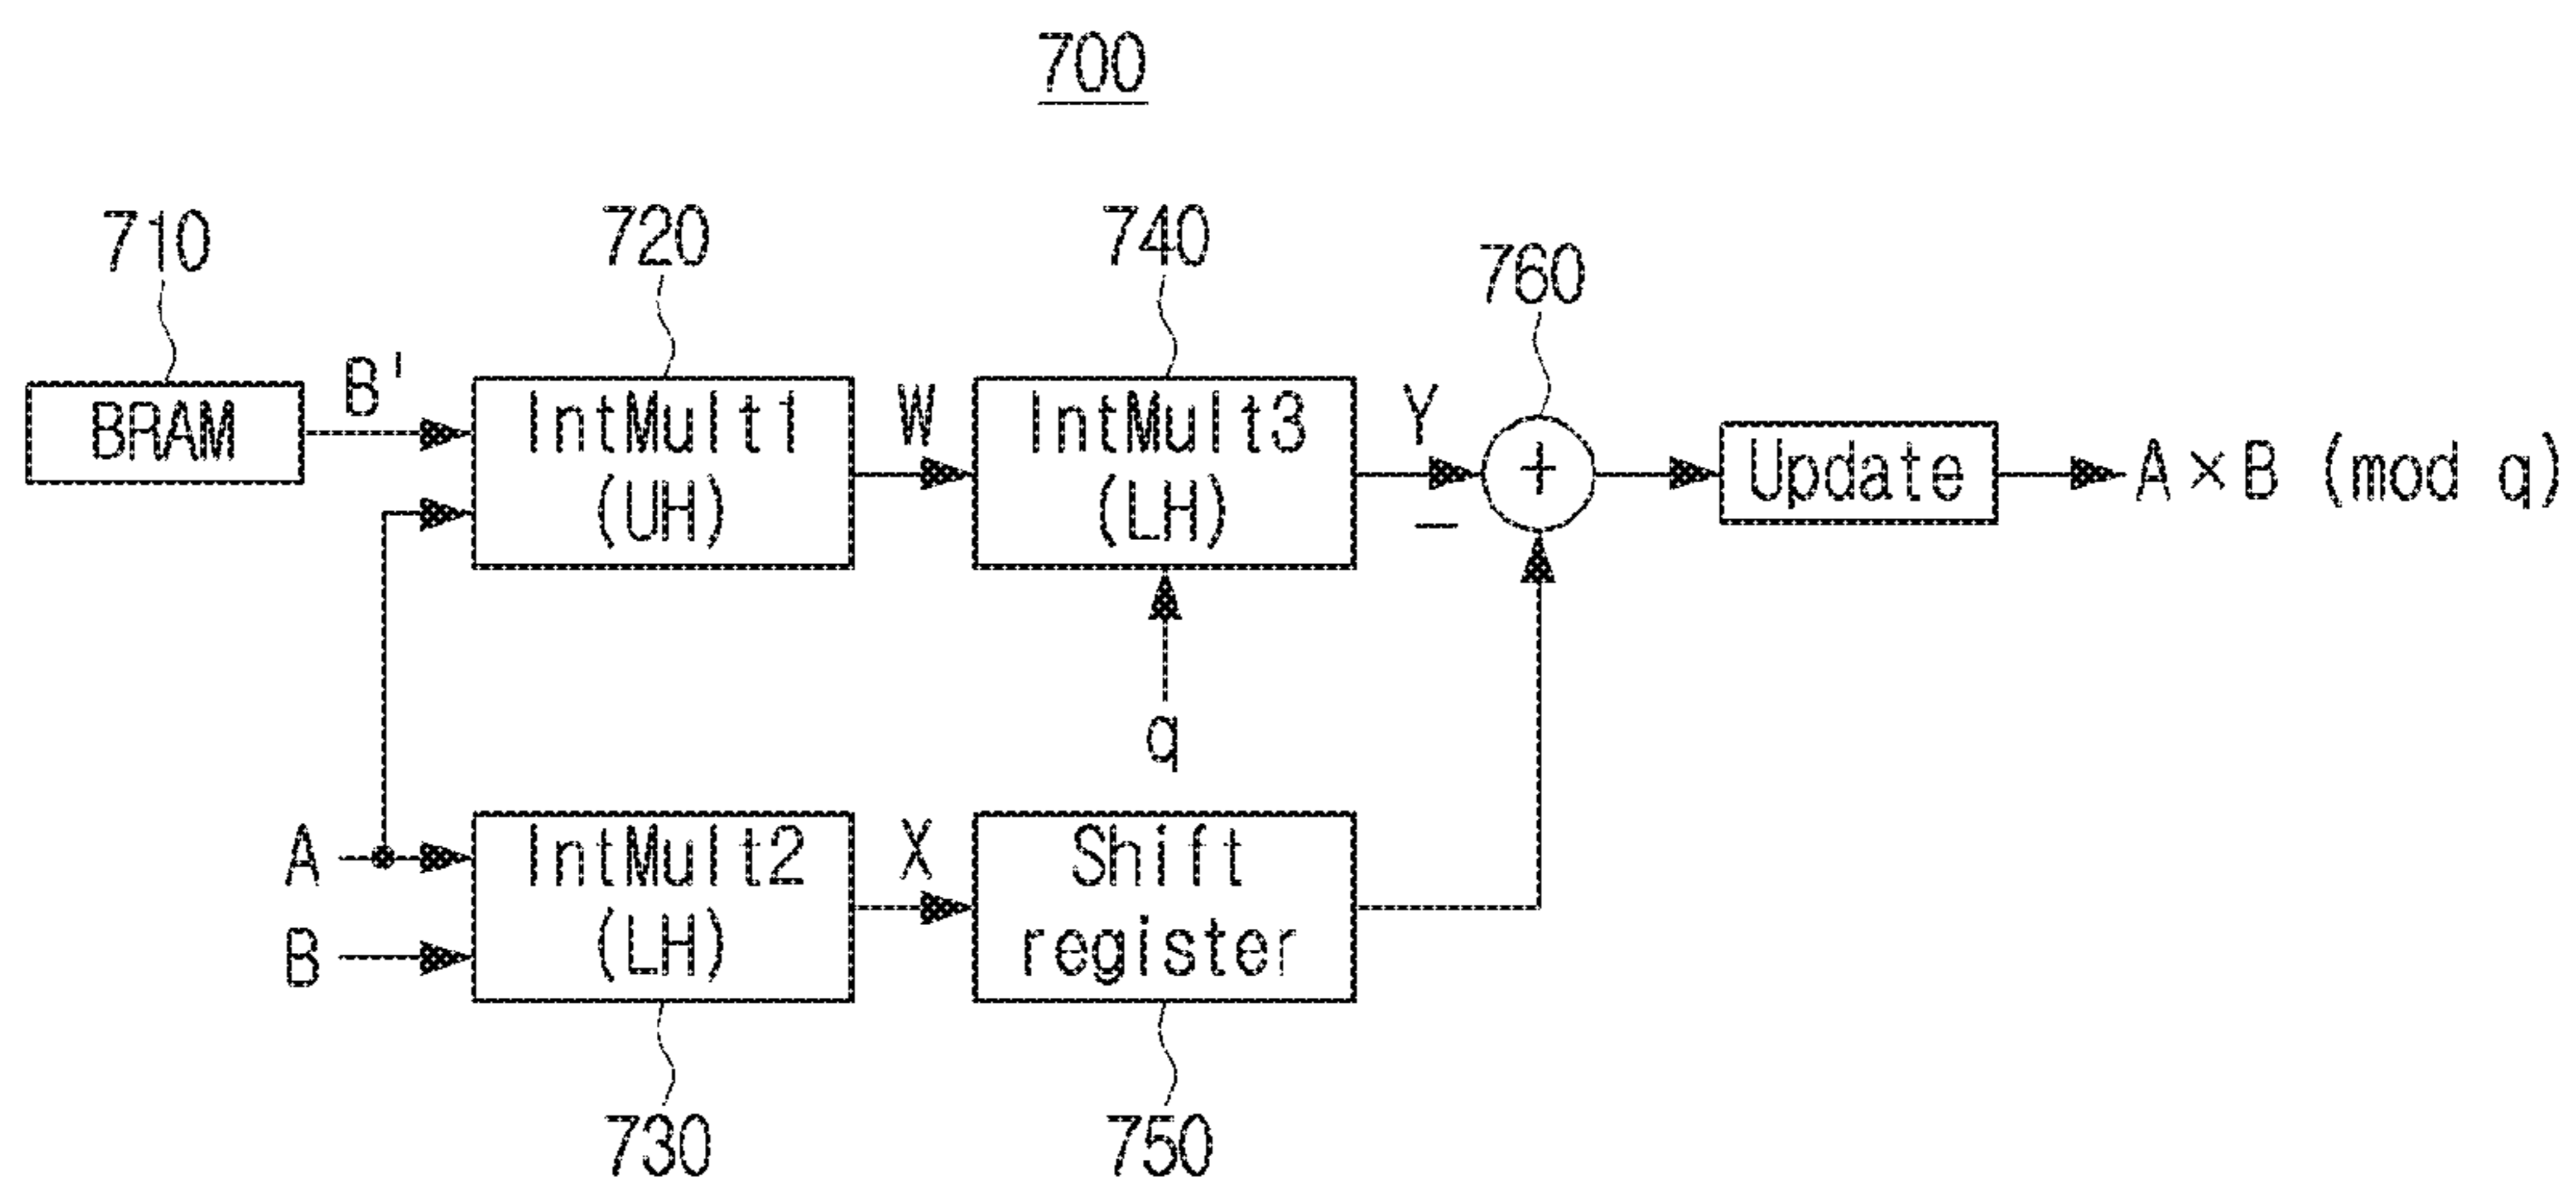 700
710
720
740
760
BRAM
B'
IntMult1
(UH)
W
IntMult3
(LH)
Y
−
+
Update
A×B (mod q)
q
A
B
IntMult2
(LH)
X
Shift
register
730
750